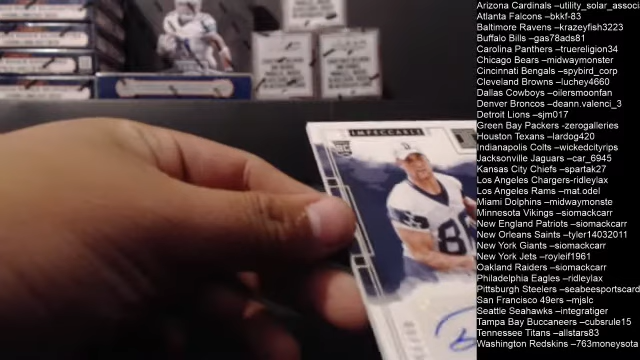 Arizona Cardinals –utility_solar_associ
Atlanta Falcons –bkkf-83
Baltimore Ravens –krazeyfish3223
Buffalo Bills –gas78ads81
Carolina Panthers –truereligion34
Chicago Bears –midwaymonster
Cincinnati Bengals –spybird_corp
Cleveland Browns –luchey4660
Dallas Cowboys –oilersmoonfan
Denver Broncos –deann.valenci_3
Detroit Lions –sjm017
Green Bay Packers -zerogalleries
Houston Texans –lardog420
Indianapolis Colts –wickedcityrips
Jacksonville Jaguars –car_6945
Kansas City Chiefs –spartak27
Los Angeles Chargers-ridleylax
Los Angeles Rams –mat.odel
Miami Dolphins –midwaymonste
Minnesota Vikings –siomackcarr
New England Patriots –siomackcarr
New Orleans Saints –tyler14032011
New York Giants –siomackcarr
New York Jets –royleif1961
Oakland Raiders –siomackcarr
Philadelphia Eagles –ridleylax
Pittsburgh Steelers –seabeesportscard
San Francisco 49ers –mjslc
Seattle Seahawks –integratiger
Tampa Bay Buccaneers –cubsrule15
Tennessee Titans –allstars83
Washington Redskins –763moneysota
IMPECCABLE
RC